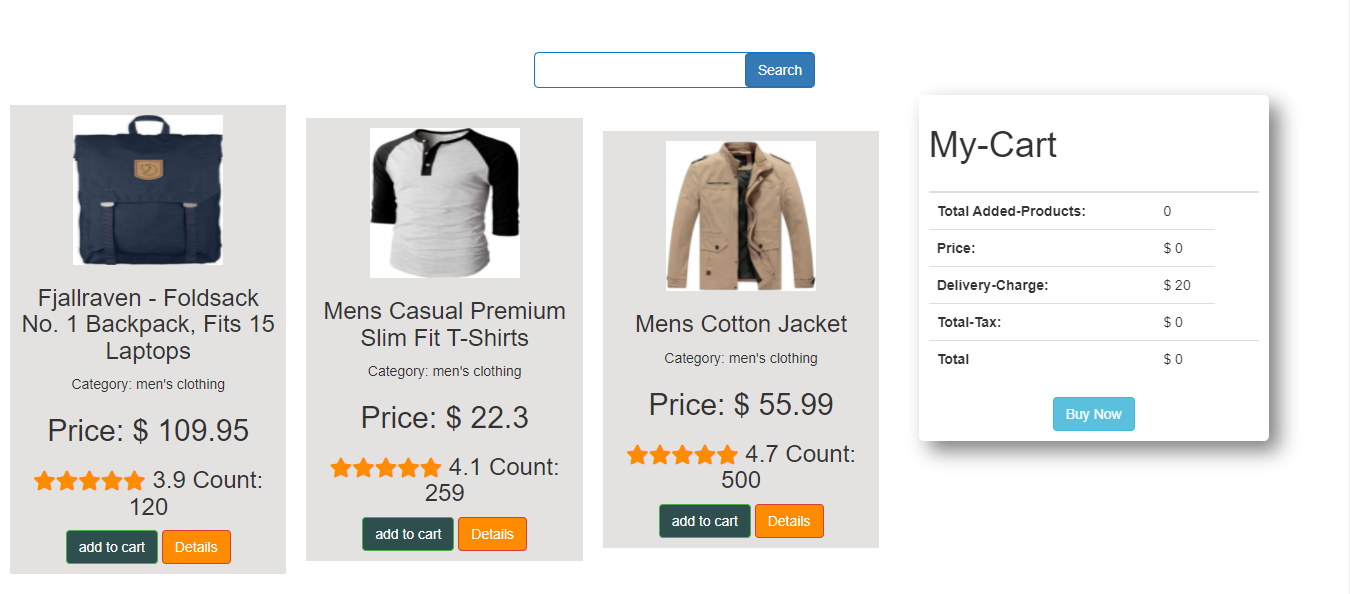 Search
Fjallraven - Foldsack
No. 1 Backpack, Fits 15
Laptops
Category: men's clothing
Price: $ 109.95
3.9 Count:
120
add to cart Details
Mens Casual Premium
Slim Fit T-Shirts
Category: men's clothing
Price: $ 22.3
4.1 Count:
259
add to cart Details
Mens Cotton Jacket
Category: men's clothing
Price: $ 55.99
4.7 Count:
500
add to cart Details
My-Cart
Total Added-Products: 0
Price: $ 0
Delivery-Charge: $ 20
Total-Tax: $ 0
Total $ 0
Buy Now